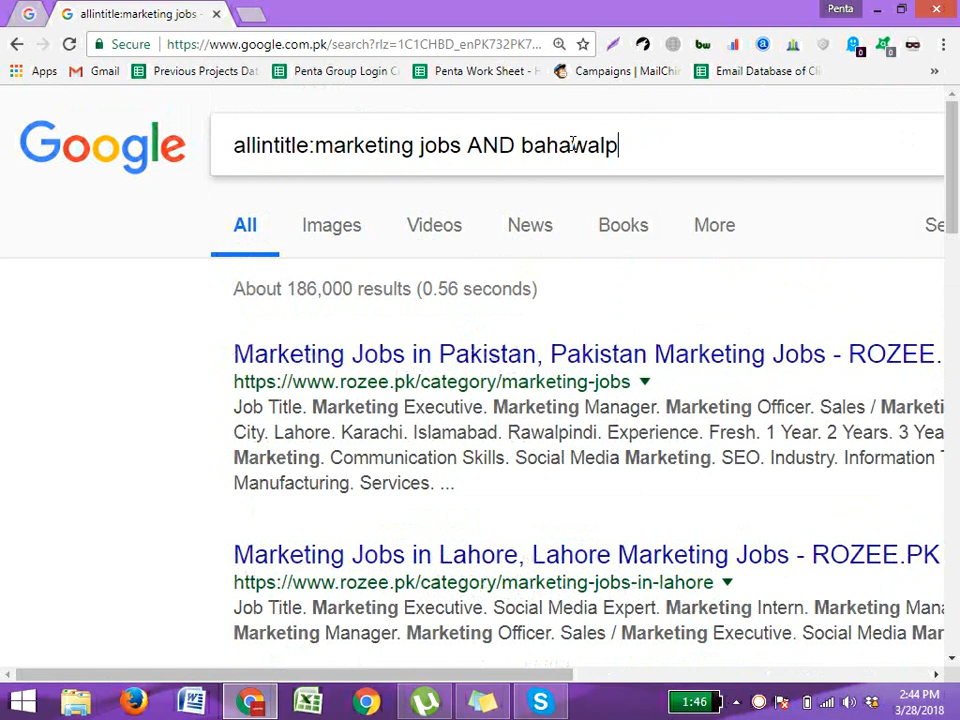 Penta
allintitle:marketing jobs -
Secure
https://www.google.com.pk/search?rlz=1C1CHBD_enPK732PK7...
bw
0
0
Apps
Gmail
Previous Projects Dat
Penta Group Login C
Penta Work Sheet - H
Campaigns | MailChi
Email Database of Cli
»
Google
allintitle:marketing jobs AND bahawalp
All
Images
Videos
News
Books
More
Se
About 186,000 results (0.56 seconds)
Marketing Jobs in Pakistan, Pakistan Marketing Jobs - ROZEE.
https://www.rozee.pk/category/marketing-jobs
Job Title. Marketing Executive. Marketing Manager. Marketing Officer. Sales / Marketi
City. Lahore. Karachi. Islamabad. Rawalpindi. Experience. Fresh. 1 Year. 2 Years. 3 Yea
Marketing. Communication Skills. Social Media Marketing. SEO. Industry. Information T
Manufacturing. Services. ...
Marketing Jobs in Lahore, Lahore Marketing Jobs - ROZEE.PK
https://www.rozee.pk/category/marketing-jobs-in-lahore
Job Title. Marketing Executive. Social Media Expert. Marketing Intern. Marketing Mana
Marketing Manager. Marketing Officer. Sales / Marketing Executive. Social Media Mar
1:46
2:44 PM
3/28/2018